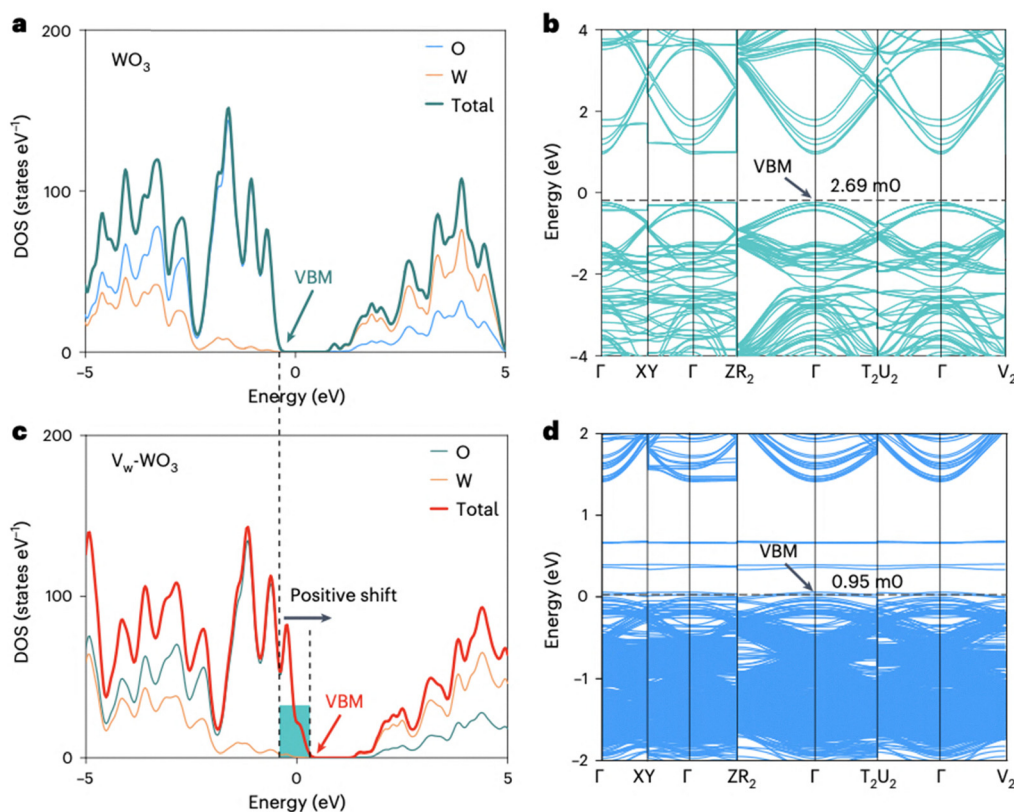 a
200
100
0
DOS (states eV⁻¹)
WO₃
O
W
Total
VBM
−5
0
5
Energy (eV)
b
4
2
0
−2
−4
Energy (eV)
VBM
2.69 m0
Γ
XY
Γ
ZR₂
Γ
T₂U₂
Γ
V₂
c
200
100
0
DOS (states eV⁻¹)
V_w-WO₃
O
W
Total
Positive shift
VBM
−5
0
5
Energy (eV)
d
2
1
0
−1
−2
Energy (eV)
VBM
0.95 m0
Γ
XY
Γ
ZR₂
Γ
T₂U₂
Γ
V₂